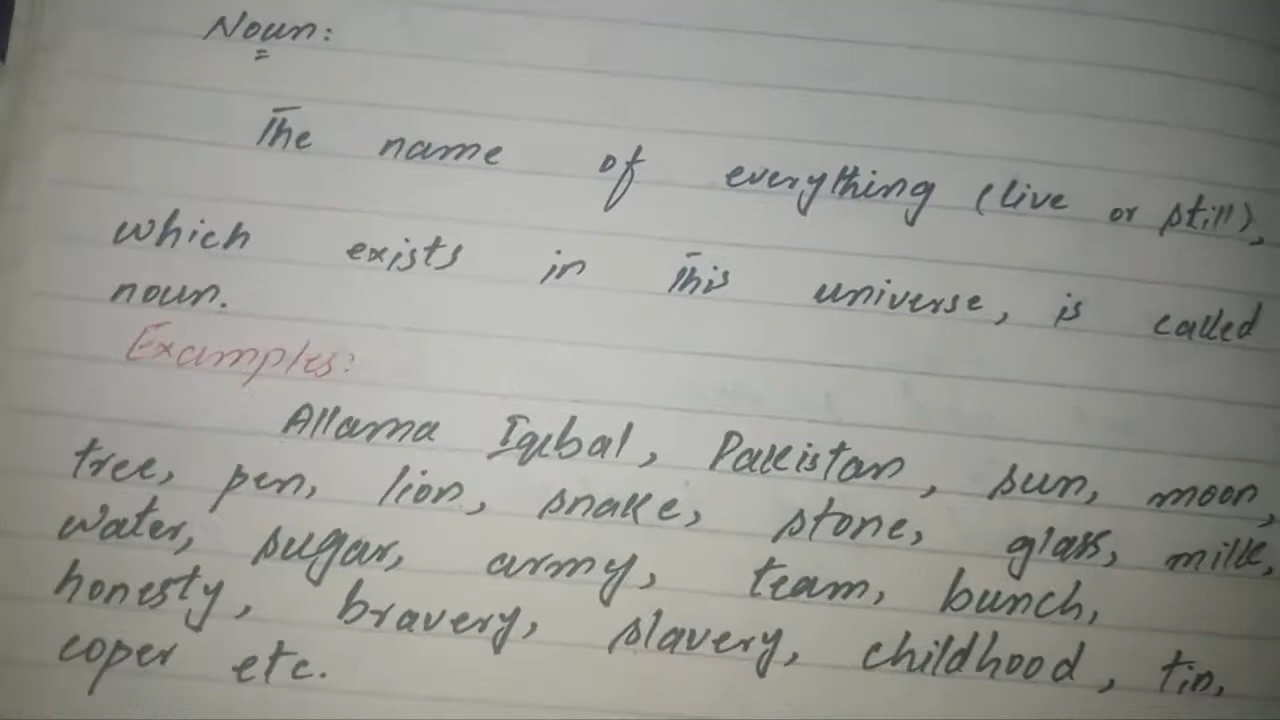 Noun:
The name of everything (live or still),
which exists in this universe, is called
noun.
Examples:
Allama Iqbal, Pakistan, sun, moon,
tree, pen, lion, snake, stone, glass, milk,
water, sugar, army, team, bunch,
honesty, bravery, slavery, childhood, tin,
coper etc.